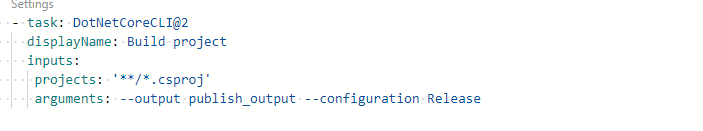 Settings
- task: DotNetCoreCLI@2
displayName: Build project
inputs:
projects: '**/*.csproj'
arguments: --output publish_output --configuration Release